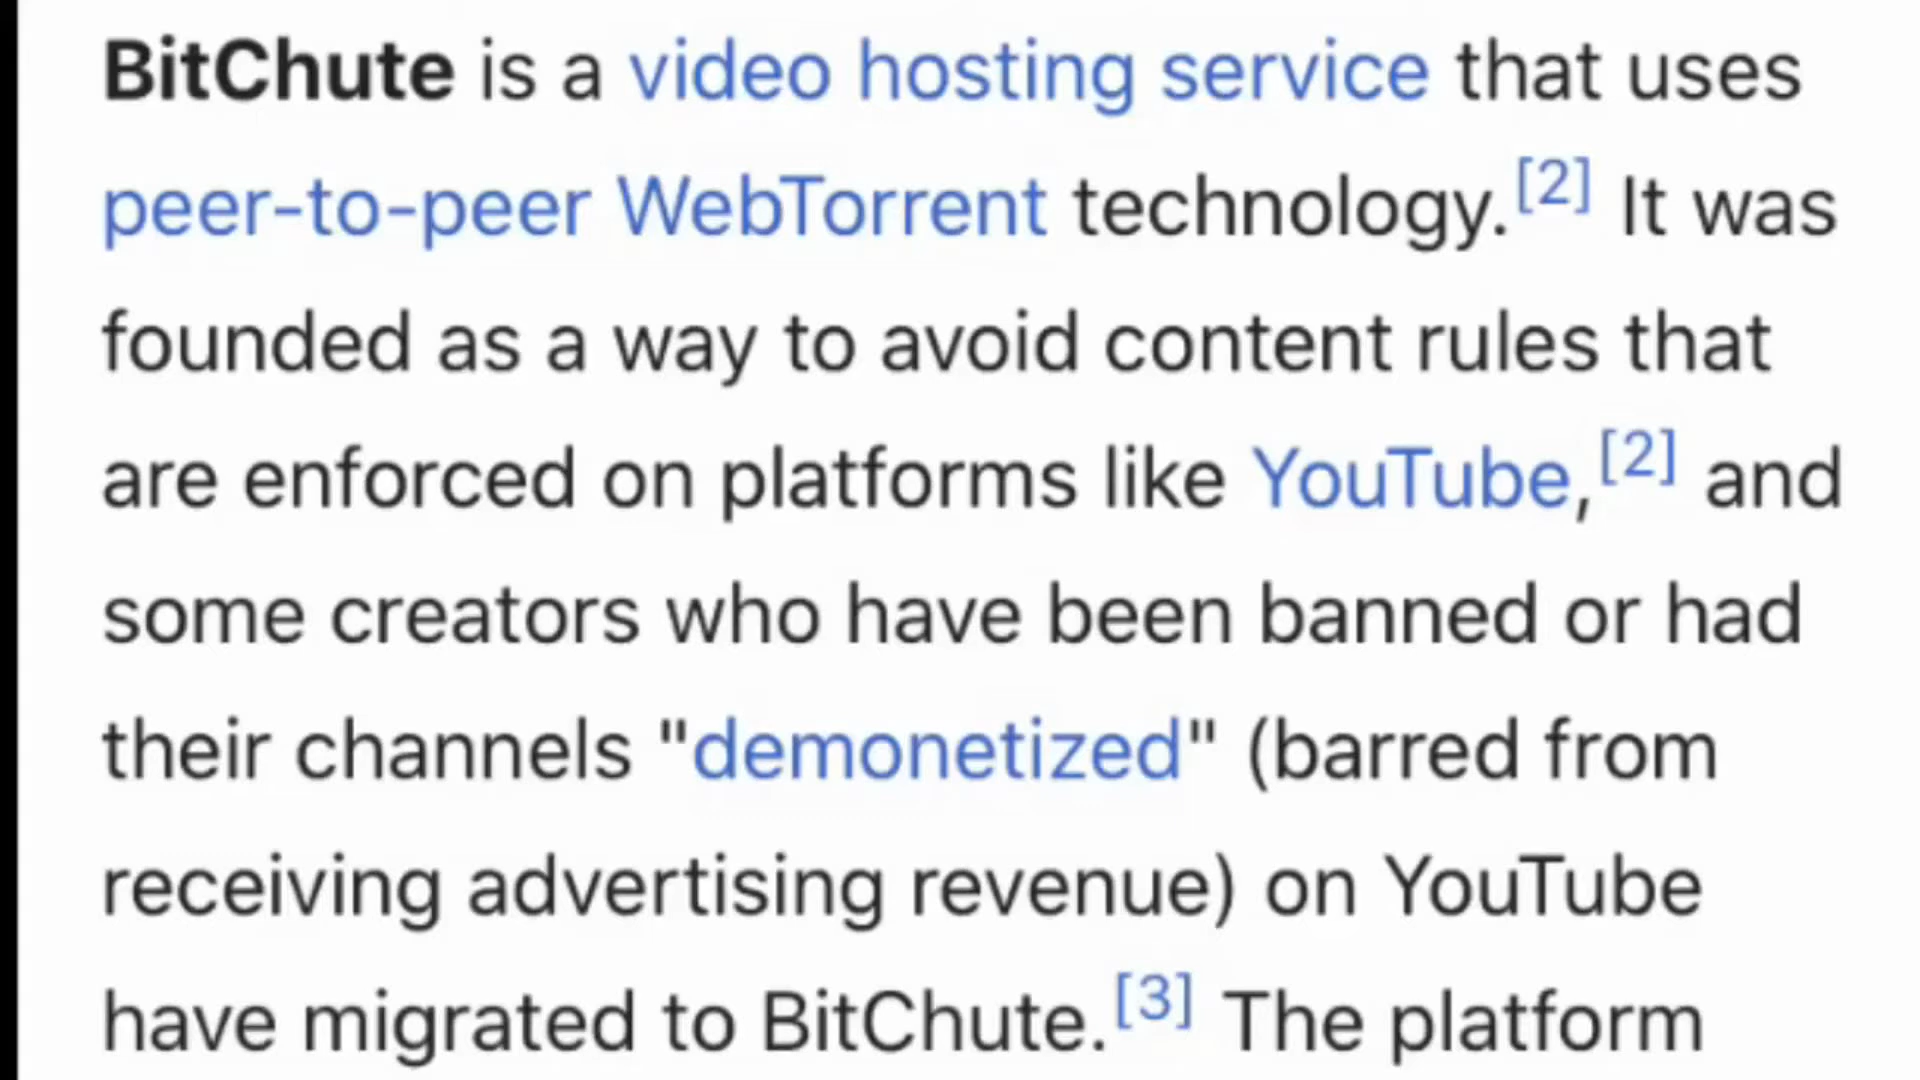 BitChute is a video hosting service that uses
peer-to-peer WebTorrent technology.[2] It was
founded as a way to avoid content rules that
are enforced on platforms like YouTube,[2] and
some creators who have been banned or had
their channels "demonetized" (barred from
receiving advertising revenue) on YouTube
have migrated to BitChute.[3] The platform